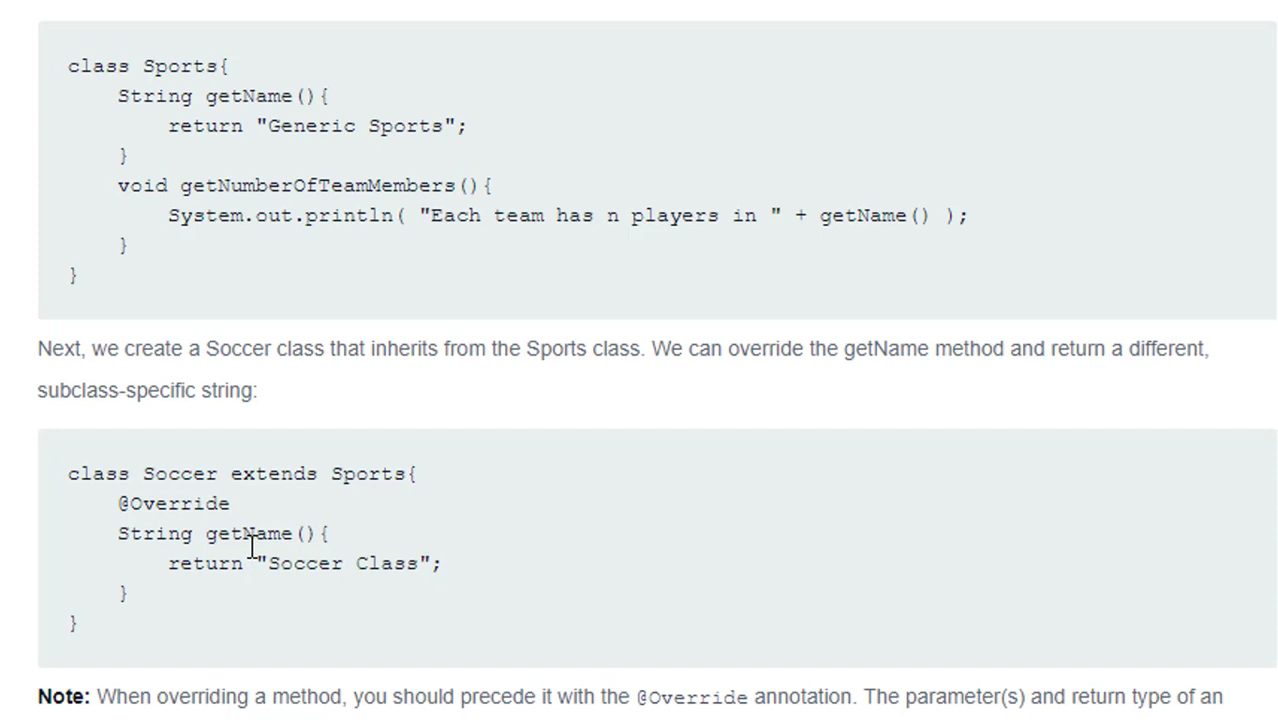 class Sports{
String getName(){
return "Generic Sports";
}
void getNumberOfTeamMembers(){
System.out.println( "Each team has n players in " + getName() );
}
}
Next, we create a Soccer class that inherits from the Sports class. We can override the getName method and return a different,
subclass-specific string:
class Soccer extends Sports{
@Override
String getName(){
return "Soccer Class";
}
}
Note: When overriding a method, you should precede it with the @Override annotation. The parameter(s) and return type of an